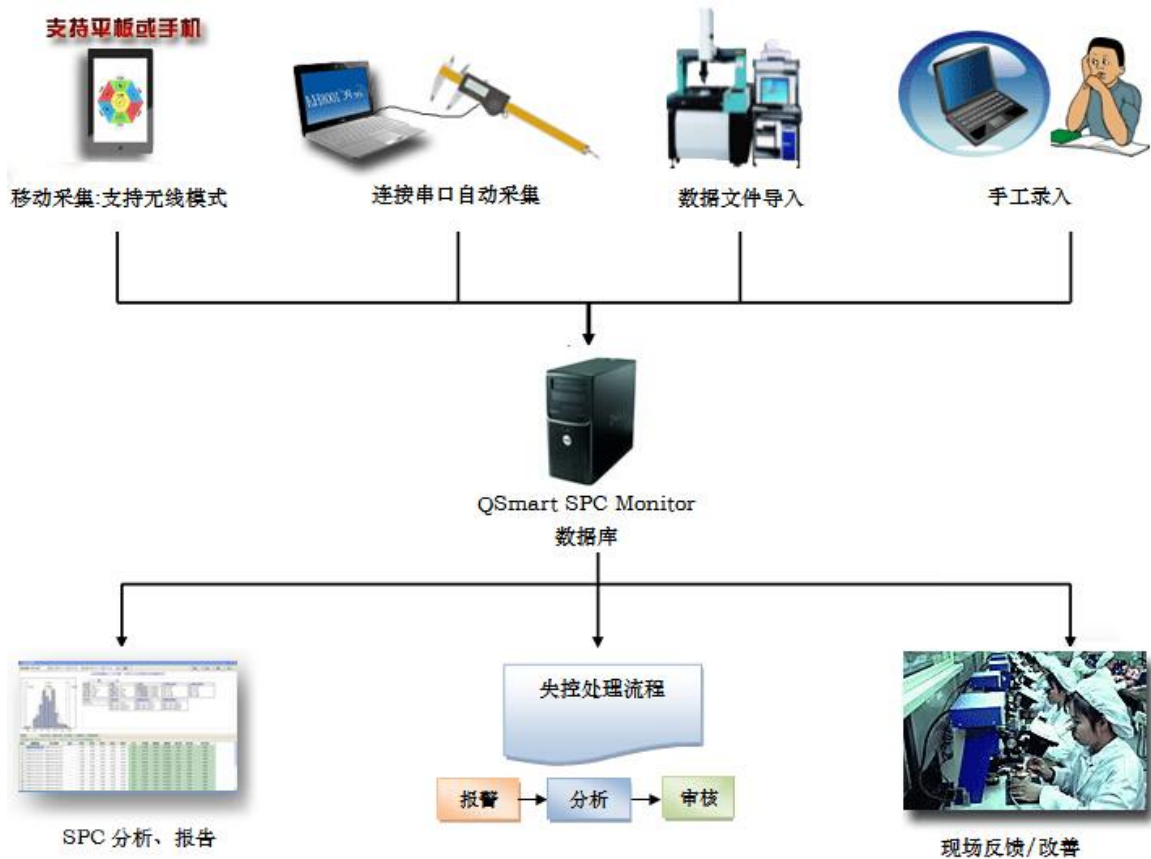 支持平板或手机
移动采集:支持无线模式
连接串口自动采集
数据文件导入
手工录入
QSmart SPC Monitor
数据库
失控处理流程
报警
分析
审核
SPC 分析、报告
现场反馈/改善